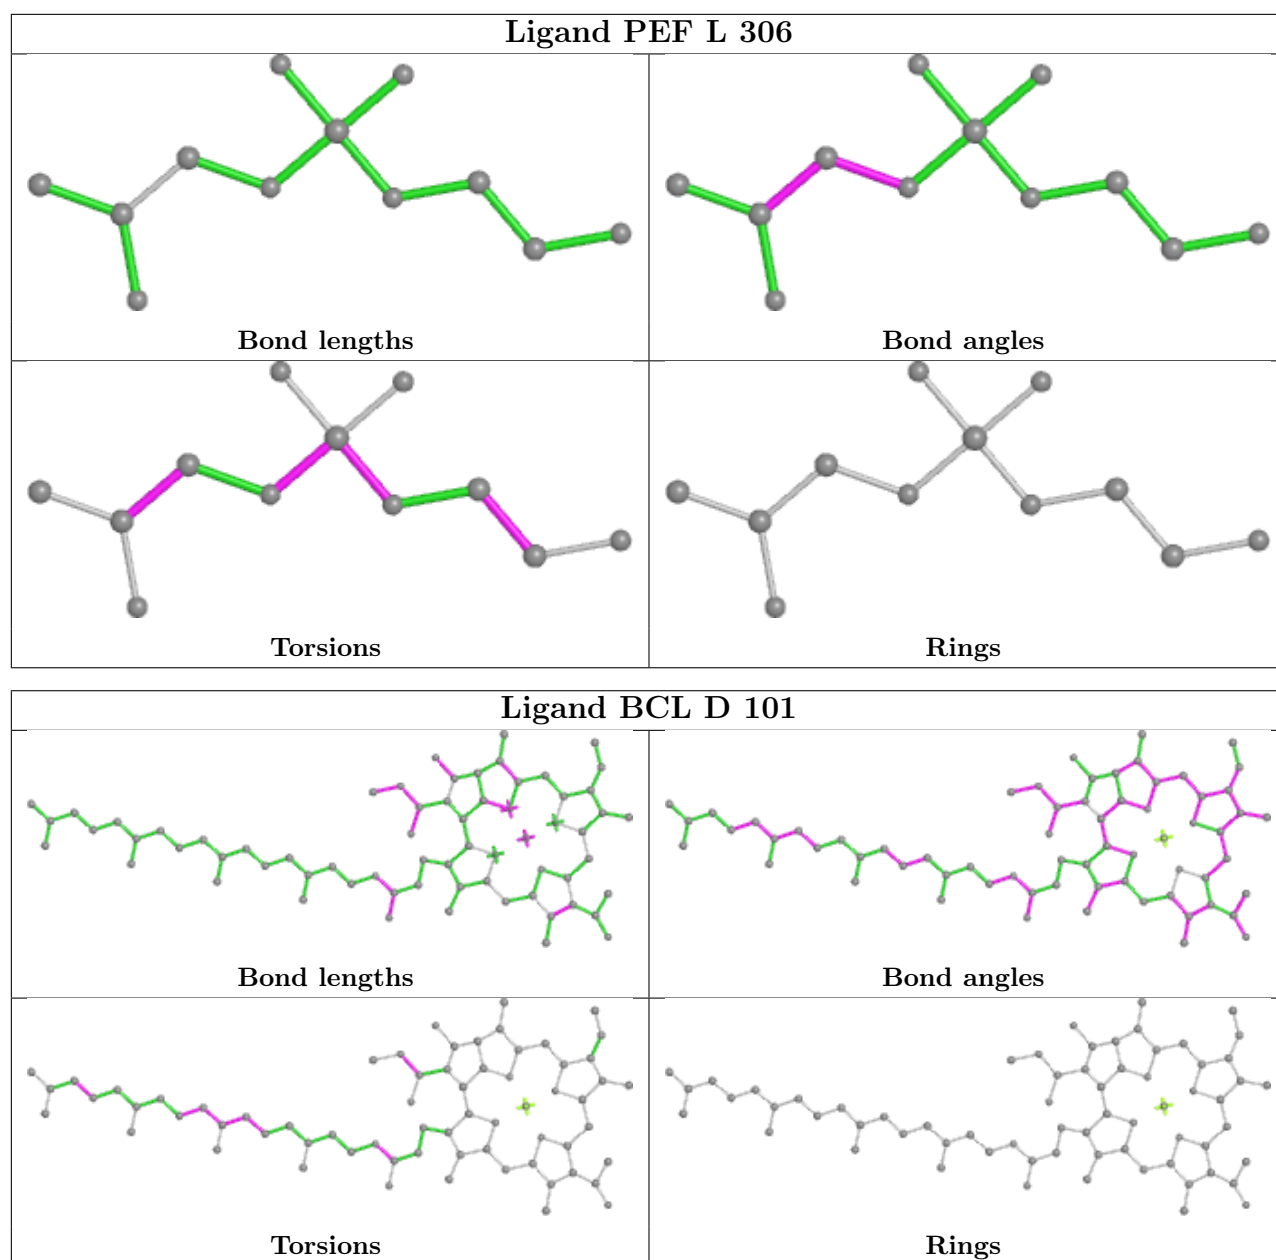 Ligand PEF L 306
Bond lengths
Bond angles
Torsions
Rings
Ligand BCL D 101
Bond lengths
Bond angles
Torsions
Rings